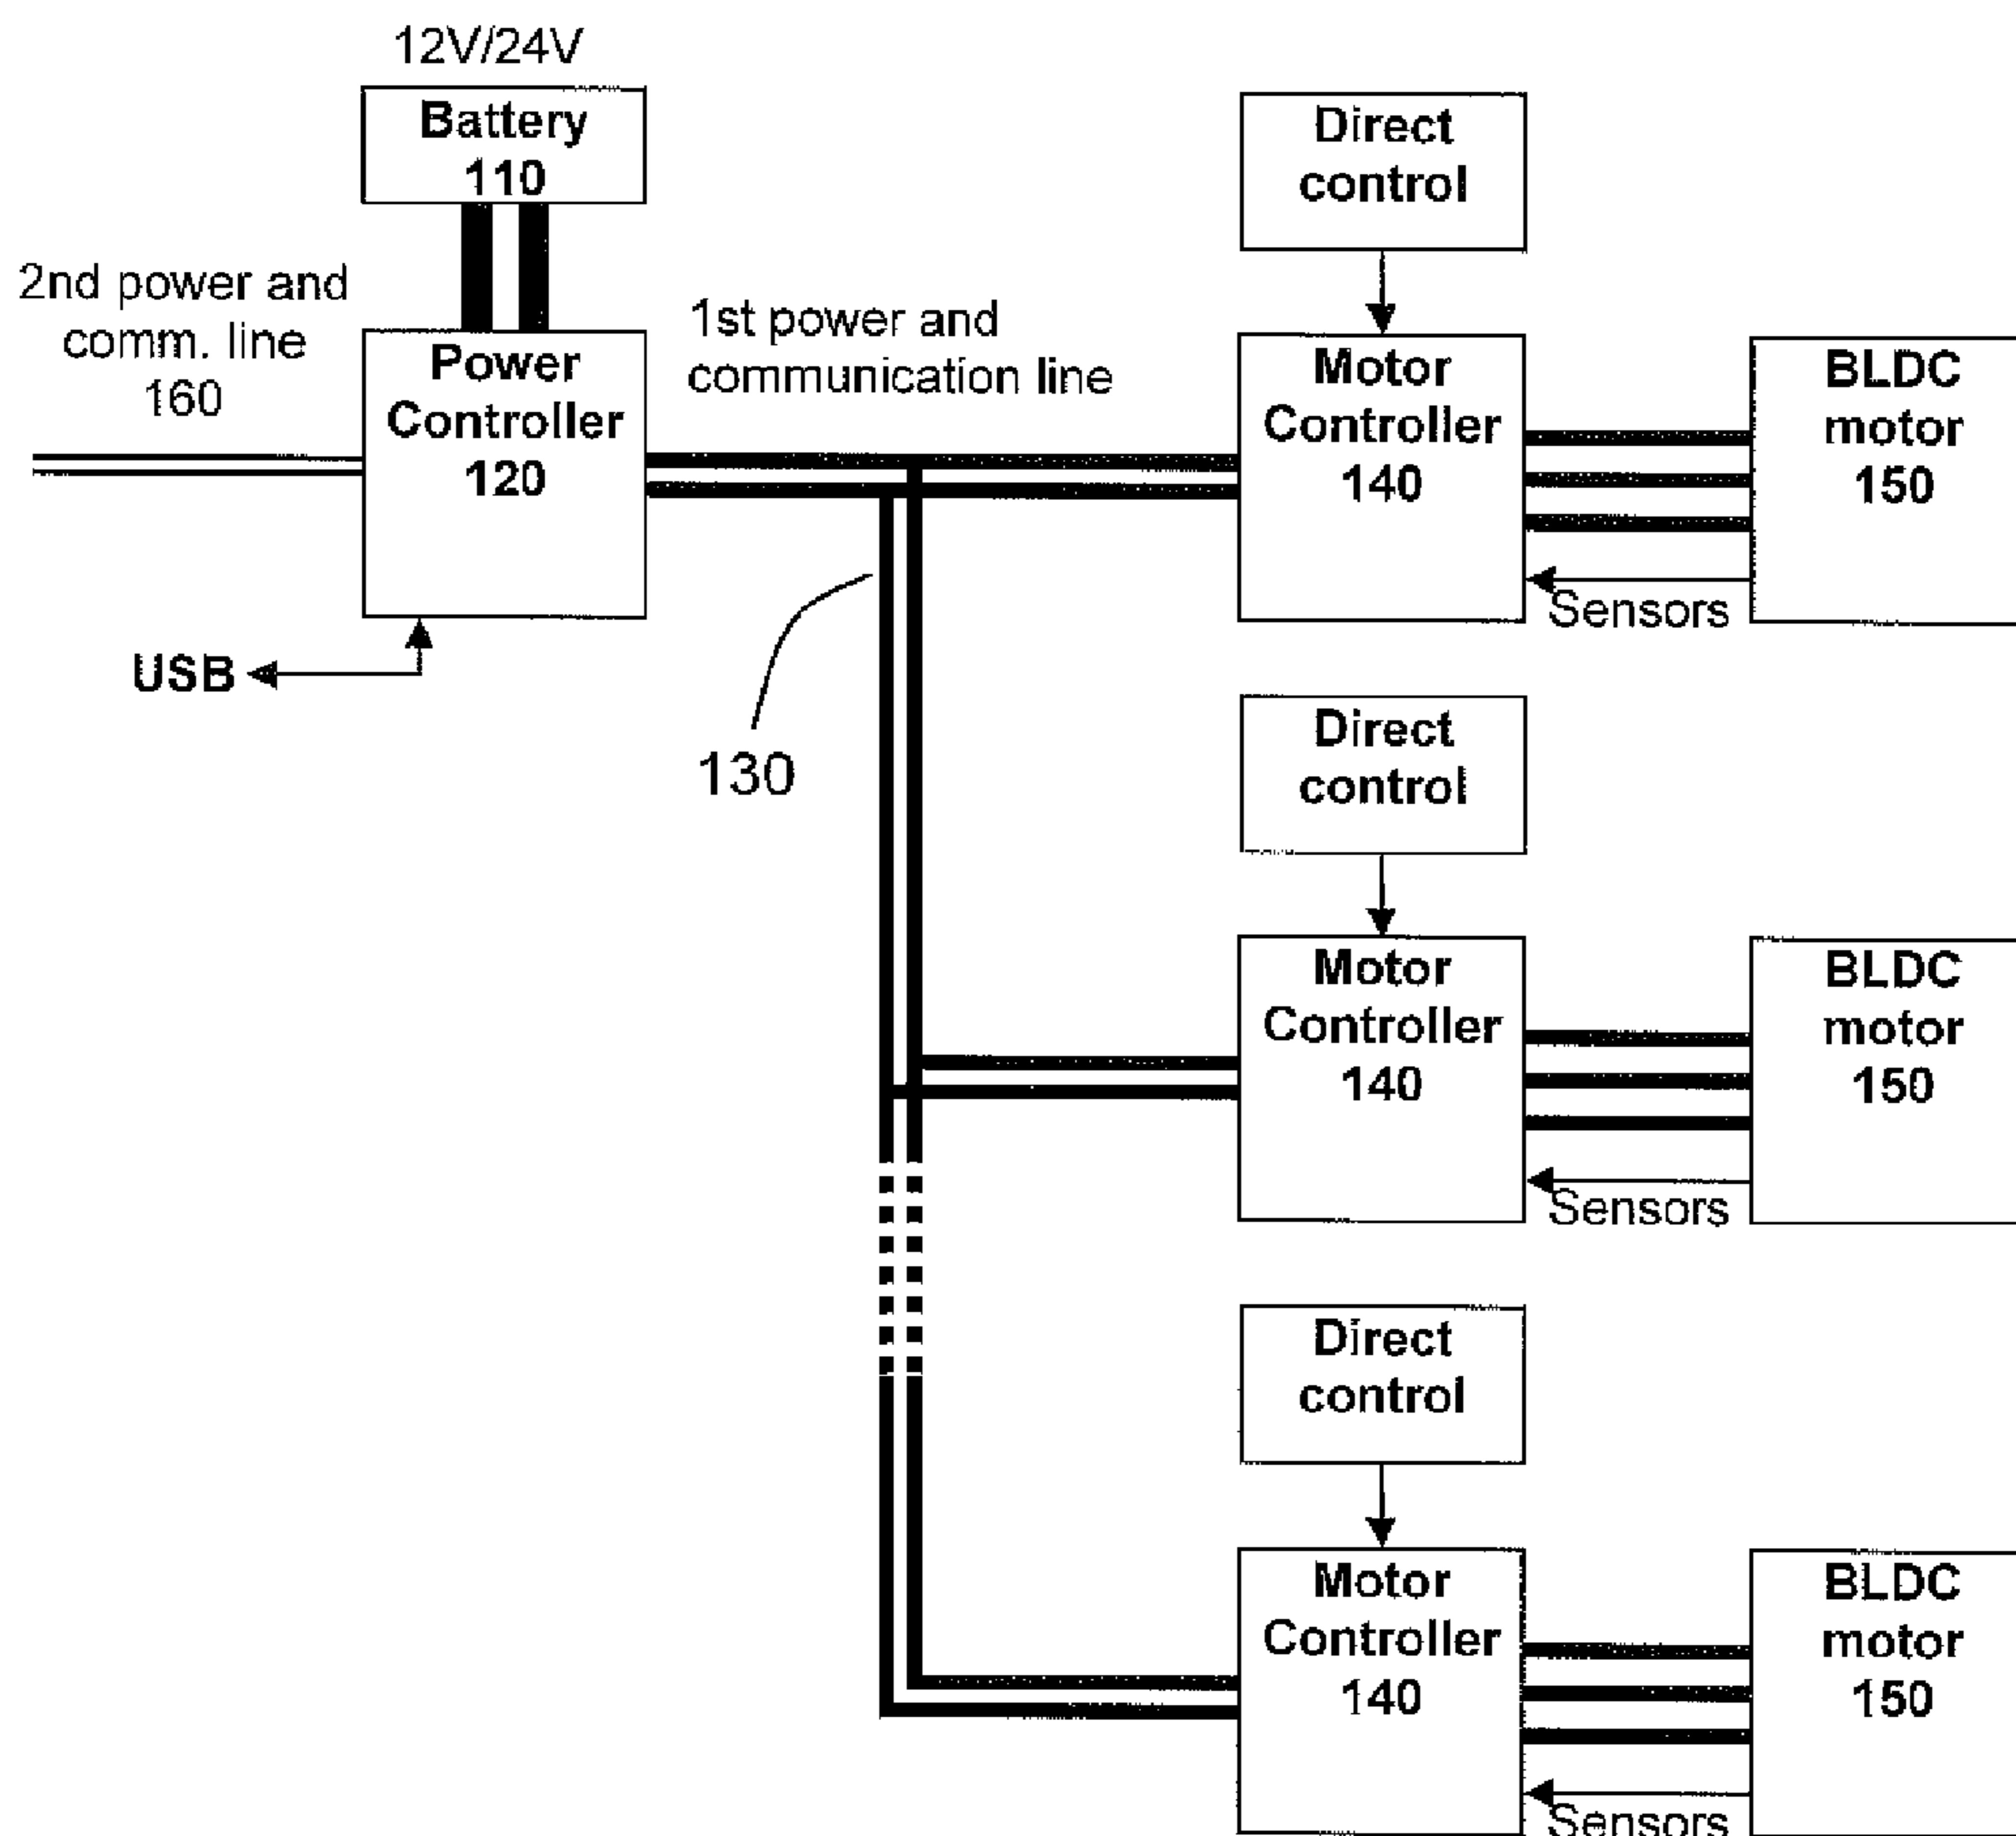 12V/24V
Battery
110
2nd power and
comm. line
160
Power
Controller
120
1st power and
communication line
USB
130
Direct
control
Motor
Controller
140
BLDC
motor
150
Sensors
Direct
control
Motor
Controller
140
BLDC
motor
150
Sensors
Direct
control
Motor
Controller
140
BLDC
motor
150
Sensors